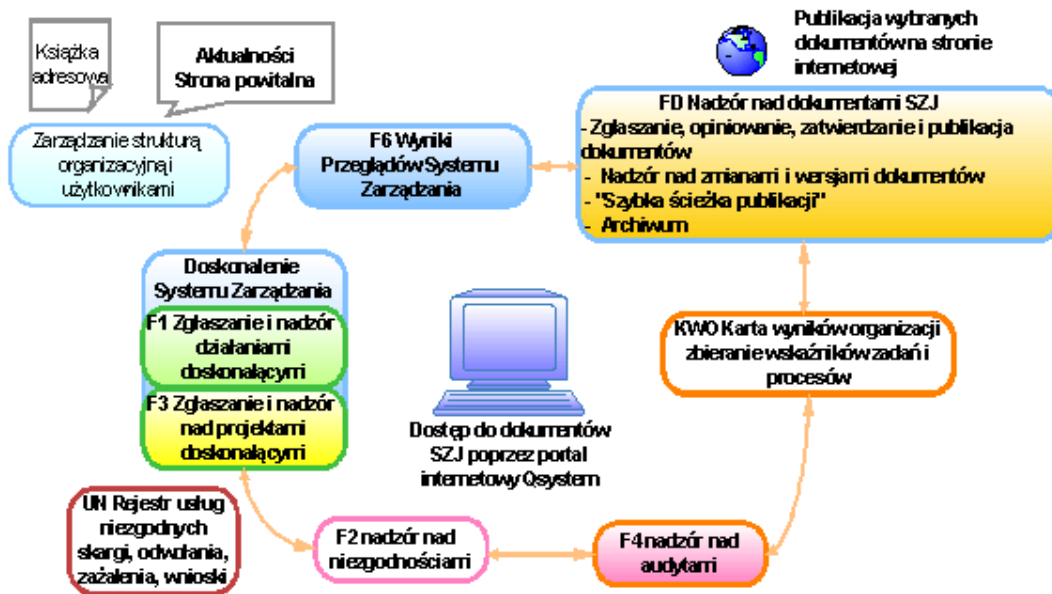 Książka
adresowa
Aktualności
Strona powitalna
Publikacja wybranych
dokumentów na stronie
internetowej
Zarządzanie strukturą
organizacyjną i
użytkownikami
F6 Wyniki
Przeglądów Systemu
Zarządzania
FD Nadzór nad dokumentami SZJ
- Zgłaszanie, opiniowanie, zatwierdzanie i publikacja
dokumentów
- Nadzór nad zmianami i wersjami dokumentów
- "Szybka ścieżka publikacji"
- Archiwum
Doskonalenie
Systemu Zarządzania
F1 Zgłaszanie i nadzór
działaniami
doskonalącymi
F3 Zgłaszanie i nadzór
nad projektami
doskonalącymi
KWO Karta wyników organizacji
zbieranie wskaźników zadań i
procesów
Dostęp do dokumentów
SZJ poprzez portal
internetowy Qsystem
UN Rejestr usług
niezgodnych
skargi, odwołania,
zażalenia, wnioski
F2 nadzór nad
niezgodnościami
F4 nadzór nad
audytami